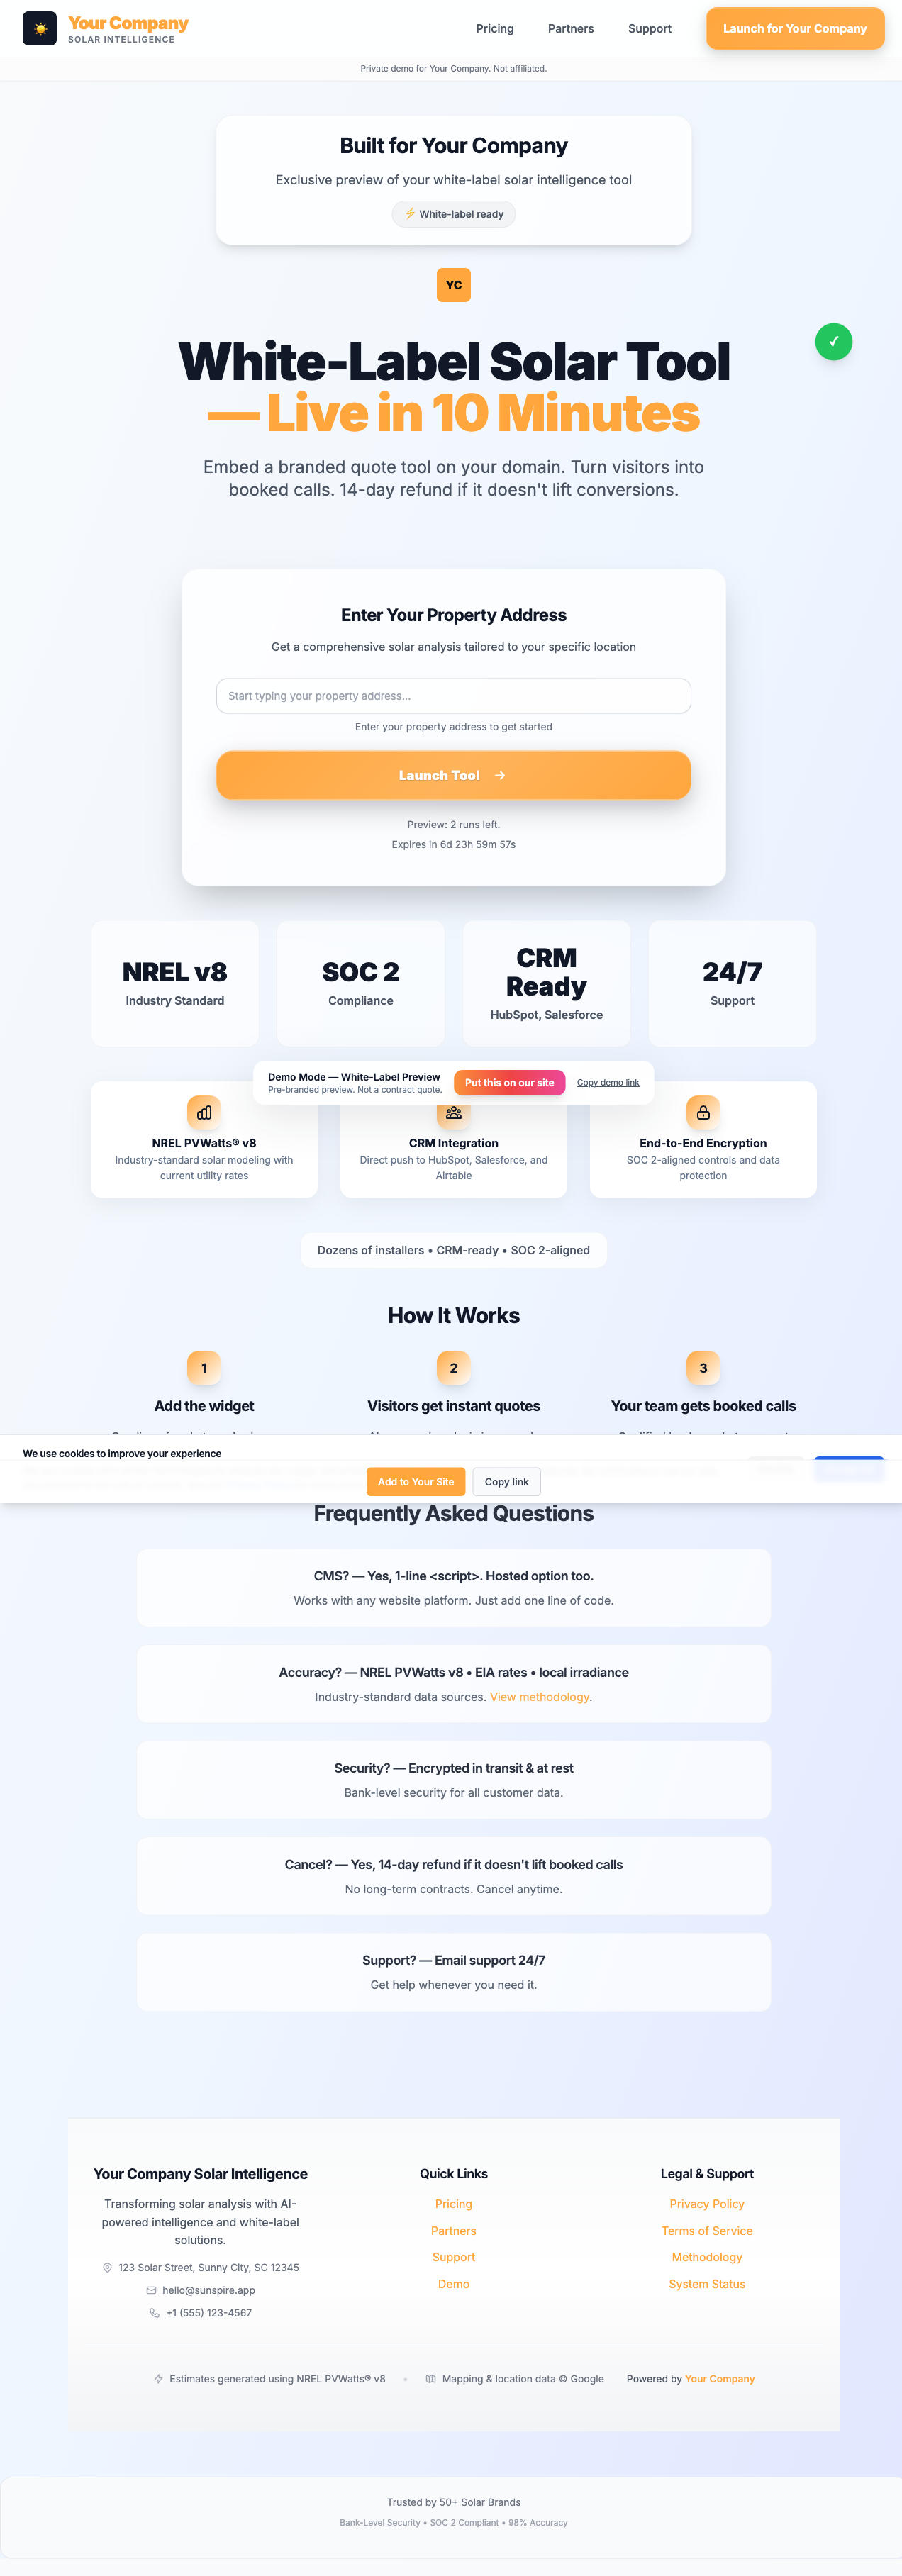 Your Company
SOLAR INTELLIGENCE
Pricing
Partners
Support
Launch for Your Company
Private demo for Your Company. Not affiliated.
Built for Your Company
Exclusive preview of your white-label solar intelligence tool
⚡ White-label ready
YC
White-Label Solar Tool
— Live in 10 Minutes
✓
Embed a branded quote tool on your domain. Turn visitors into
booked calls. 14-day refund if it doesn't lift conversions.
Enter Your Property Address
Get a comprehensive solar analysis tailored to your specific location
Start typing your property address...
Enter your property address to get started
Launch Tool →
Preview: 2 runs left.
Expires in 6d 23h 59m 57s
NREL v8
Industry Standard
SOC 2
Compliance
CRM
Ready
HubSpot, Salesforce
24/7
Support
Demo Mode — White-Label Preview
Pre-branded preview. Not a contract quote.
Put this on our site
Copy demo link
NREL PVWatts® v8
Industry-standard solar modeling with
current utility rates
CRM Integration
Direct push to HubSpot, Salesforce, and
Airtable
End-to-End Encryption
SOC 2-aligned controls and data
protection
Dozens of installers • CRM-ready • SOC 2-aligned
How It Works
1
Add the widget
2
Visitors get instant quotes
3
Your team gets booked calls
We use cookies to improve your experience
Add to Your Site
Copy link
Frequently Asked Questions
CMS? — Yes, 1-line <script>. Hosted option too.
Works with any website platform. Just add one line of code.
Accuracy? — NREL PVWatts v8 • EIA rates • local irradiance
Industry-standard data sources. View methodology.
Security? — Encrypted in transit & at rest
Bank-level security for all customer data.
Cancel? — Yes, 14-day refund if it doesn't lift booked calls
No long-term contracts. Cancel anytime.
Support? — Email support 24/7
Get help whenever you need it.
Your Company Solar Intelligence
Transforming solar analysis with AI-
powered intelligence and white-label
solutions.
123 Solar Street, Sunny City, SC 12345
hello@sunspire.app
+1 (555) 123-4567
Quick Links
Pricing
Partners
Support
Demo
Legal & Support
Privacy Policy
Terms of Service
Methodology
System Status
Estimates generated using NREL PVWatts® v8
•
Mapping & location data © Google
Powered by Your Company
Trusted by 50+ Solar Brands
Bank-Level Security • SOC 2 Compliant • 98% Accuracy